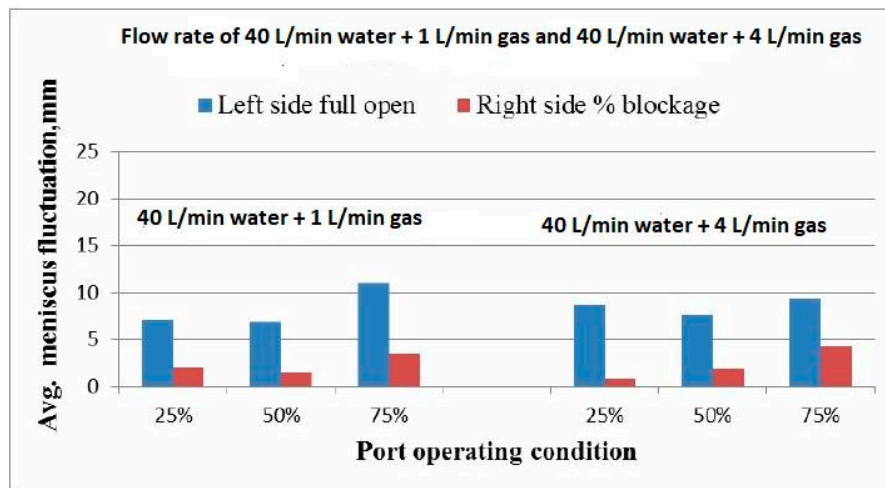 Flow rate of 40 L/min water + 1 L/min gas and 40 L/min water + 4 L/min gas
Left side full open
Right side % blockage
Avg. meniscus fluctuation,mm
25
20
15
10
5
0
40 L/min water + 1 L/min gas
40 L/min water + 4 L/min gas
25% 50% 75% 25% 50% 75%
Port operating condition